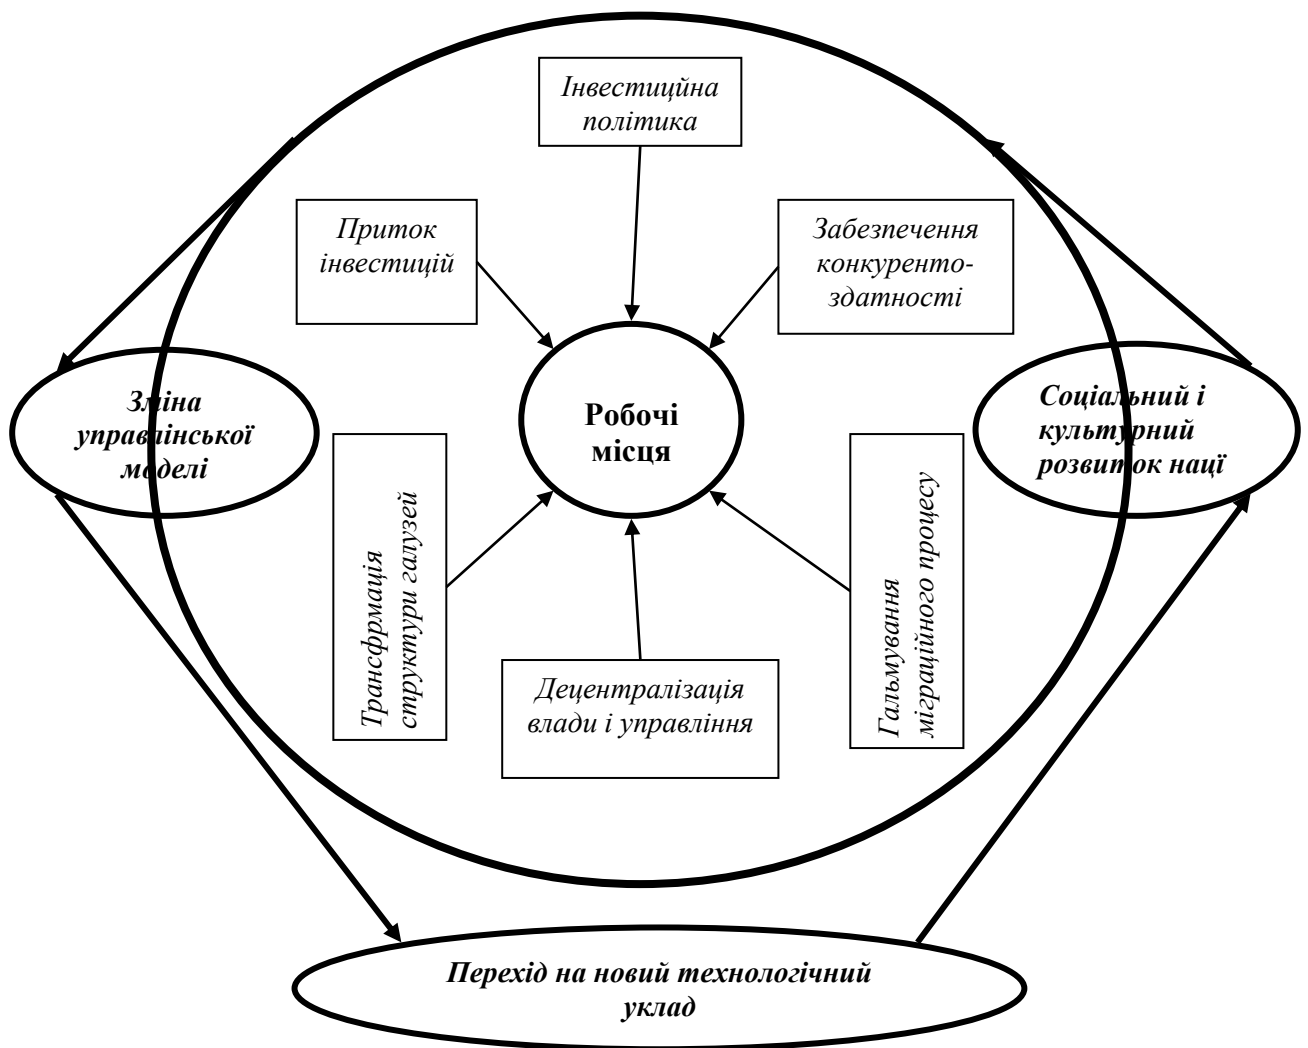 Інвестиційна
політика
Приток
інвестицій
Забезпечення
конкуренто-
здатності
Зміна
управлінської
моделі
Робочі
місця
Соціальний і
культурний
розвиток нації
Трансфрмація
структури галузей
Децентралізація
влади і управління
Гальмування
міграційного процесу
Перехід на новий технологічний
уклад